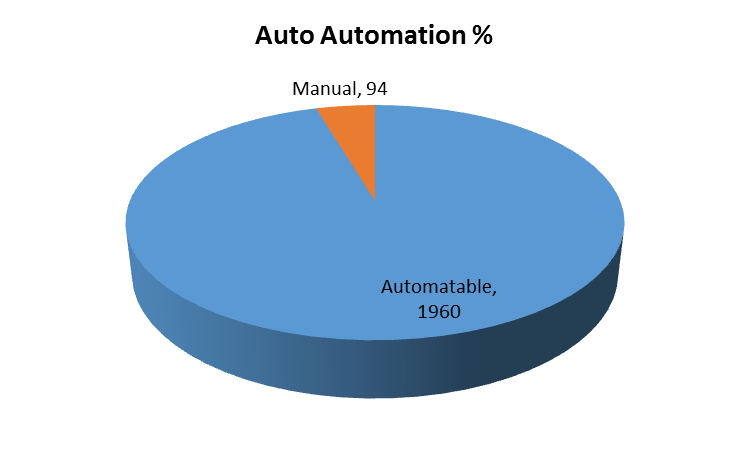 Auto Automation %
Manual, 94
Automatable,
1960